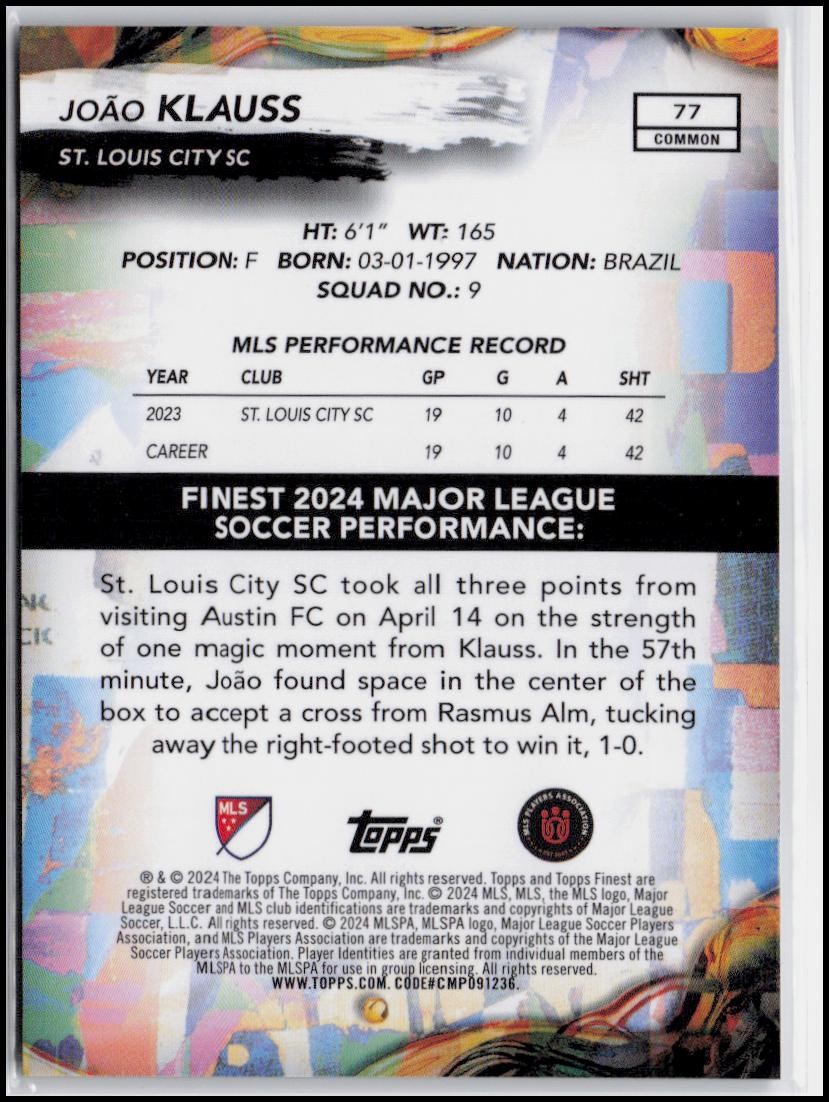 JOÃO KLAUSS
77
COMMON
ST. LOUIS CITY SC
HT: 6'1" WT: 165
POSITION: F BORN: 03-01-1997 NATION: BRAZIL
SQUAD NO.: 9
MLS PERFORMANCE RECORD
YEAR CLUB GP G A SHT
2023 ST. LOUIS CITY SC 19 10 4 42
CAREER 19 10 4 42
FINEST 2024 MAJOR LEAGUE
SOCCER PERFORMANCE:
St. Louis City SC took all three points from
visiting Austin FC on April 14 on the strength
of one magic moment from Klauss. In the 57th
minute, João found space in the center of the
box to accept a cross from Rasmus Alm, tucking
away the right-footed shot to win it, 1-0.
MLS
topps®
MLS PLAYERS ASSOCIATION
® & © 2024 The Topps Company, Inc. All rights reserved. Topps and Topps Finest are
registered trademarks of The Topps Company, Inc. © 2024 MLS, MLS, the MLS logo, Major
League Soccer and MLS club identifications are trademarks and copyrights of Major League
Soccer, L.L.C. All rights reserved. © 2024 MLSPA, MLSPA logo, Major League Soccer Players
Association, and MLS Players Association are trademarks and copyrights of the Major League
Soccer Players Association. Player Identities are granted from individual members of the
MLSPA to the MLSPA for use in group licensing. All rights reserved.
WWW.TOPPS.COM. CODE#CMP091236.